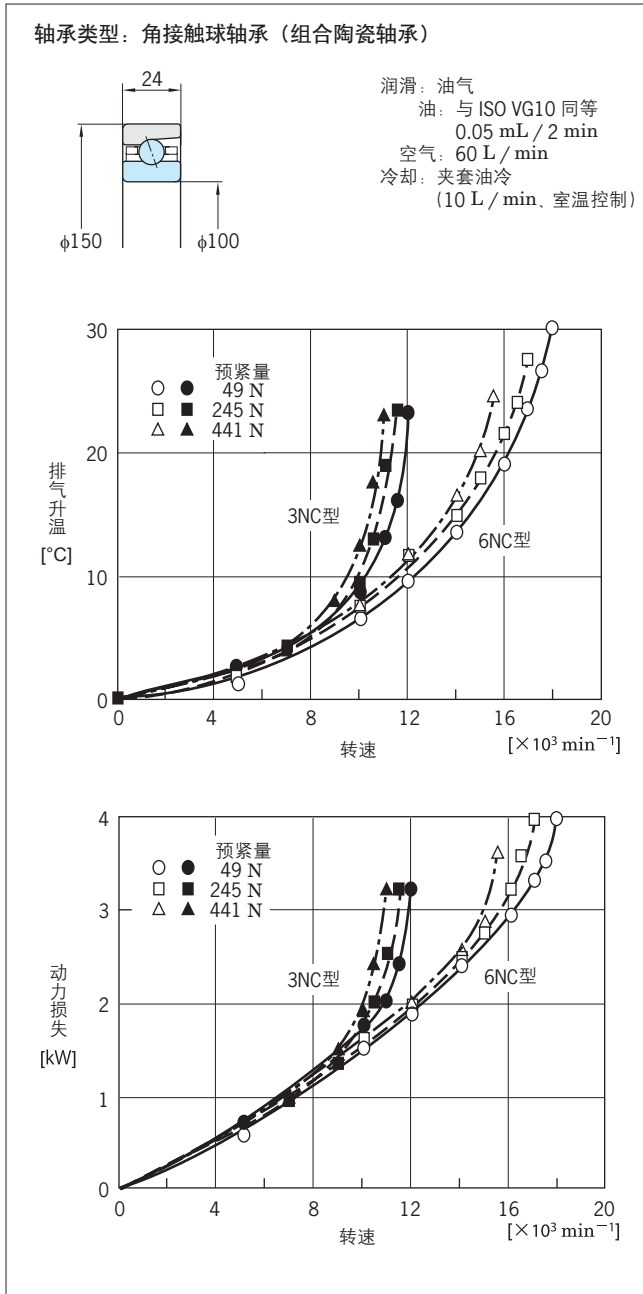 轴承类型：角接触球轴承（组合陶瓷轴承）
24
φ150
φ100
润滑：油气
油：与 ISO VG10 同等
0.05 mL / 2 min
空气：60 L / min
冷却：夹套油冷
(10 L / min、室温控制)
30
20
10
0
排气升温
[°C]
预紧量
49 N
245 N
441 N
3NC型
6NC型
0 4 8 12 16 20
转速
[×10³ min⁻¹]
4
3
2
1
0
动力损失
[kW]
预紧量
49 N
245 N
441 N
3NC型
6NC型
0 4 8 12 16 20
转速
[×10³ min⁻¹]